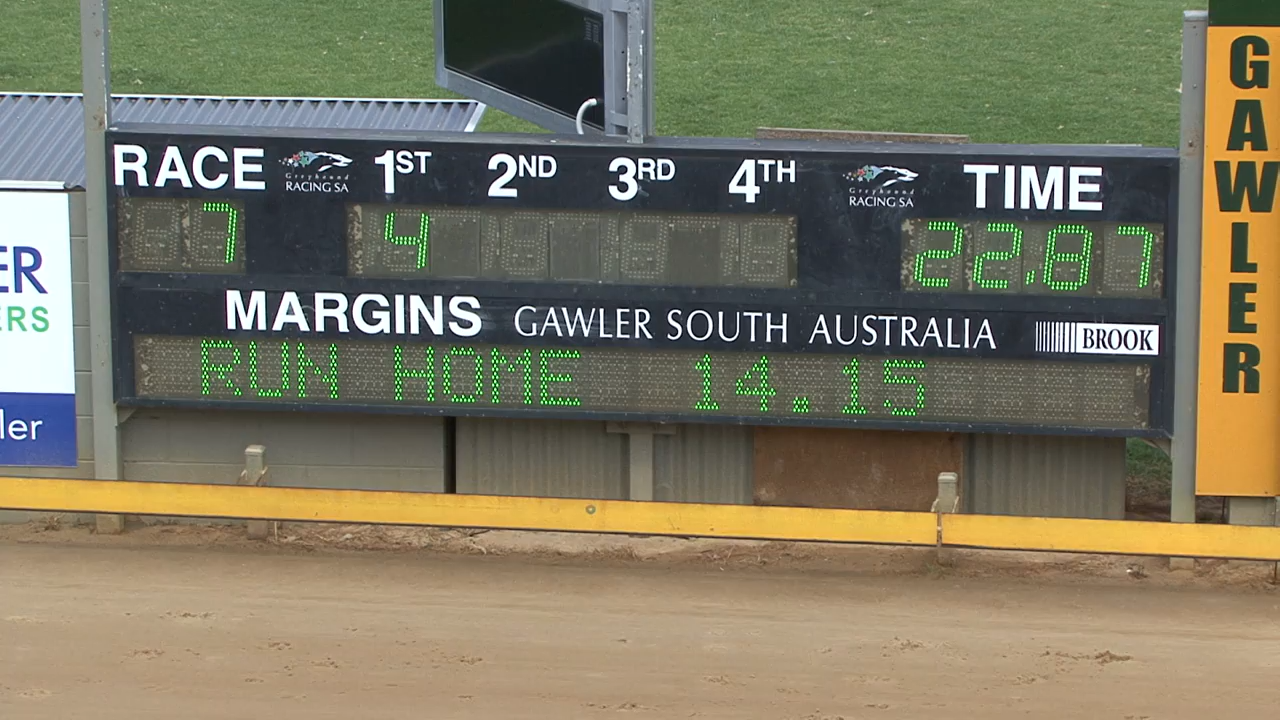 RACE
Greyhound
RACING SA
1ST 2ND 3RD 4TH
Greyhound
RACING SA
TIME
7 4 22.87
MARGINS GAWLER SOUTH AUSTRALIA BROOK
RUN HOME 14.15
GAWLER
ER
ERS
ler